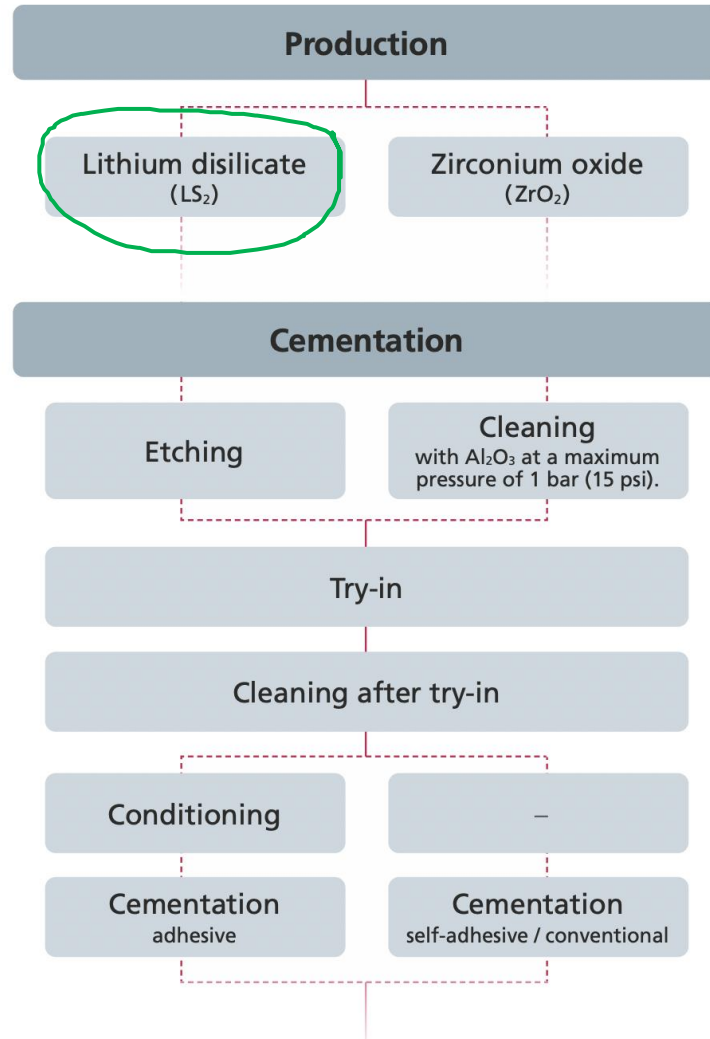 Production
Lithium disilicate
(LS₂)
Zirconium oxide
(ZrO₂)
Cementation
Etching
Cleaning
with Al₂O₃ at a maximum
pressure of 1 bar (15 psi).
Try-in
Cleaning after try-in
Conditioning
–
Cementation
adhesive
Cementation
self-adhesive / conventional